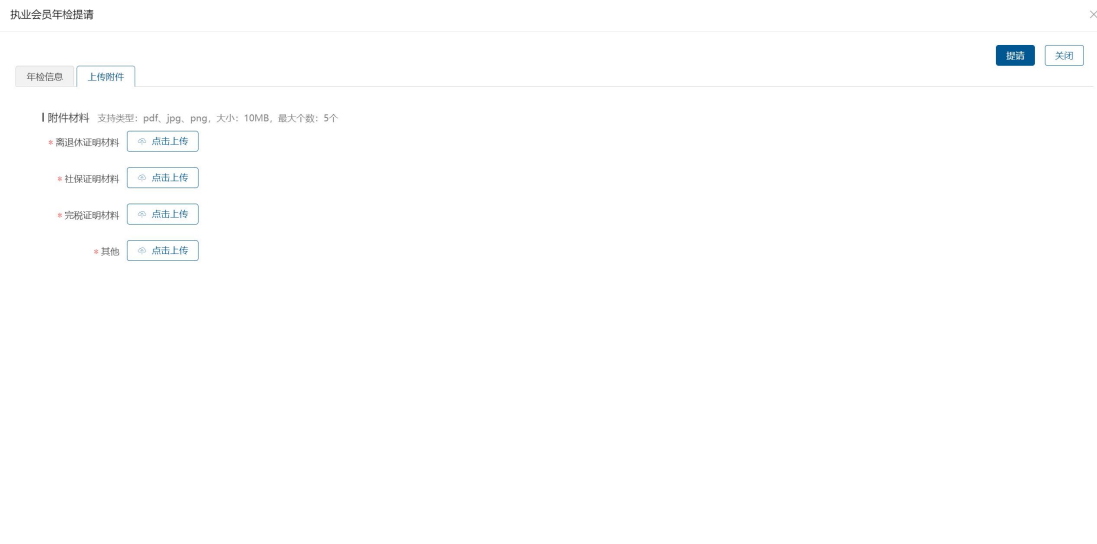 执业会员年检提请
提请 关闭
年检信息 上传附件
附件材料 支持类型：pdf、jpg、png，大小：10MB，最大个数：5个
* 离退休证明材料 点击上传
* 社保证明材料 点击上传
* 完税证明材料 点击上传
* 其他 点击上传